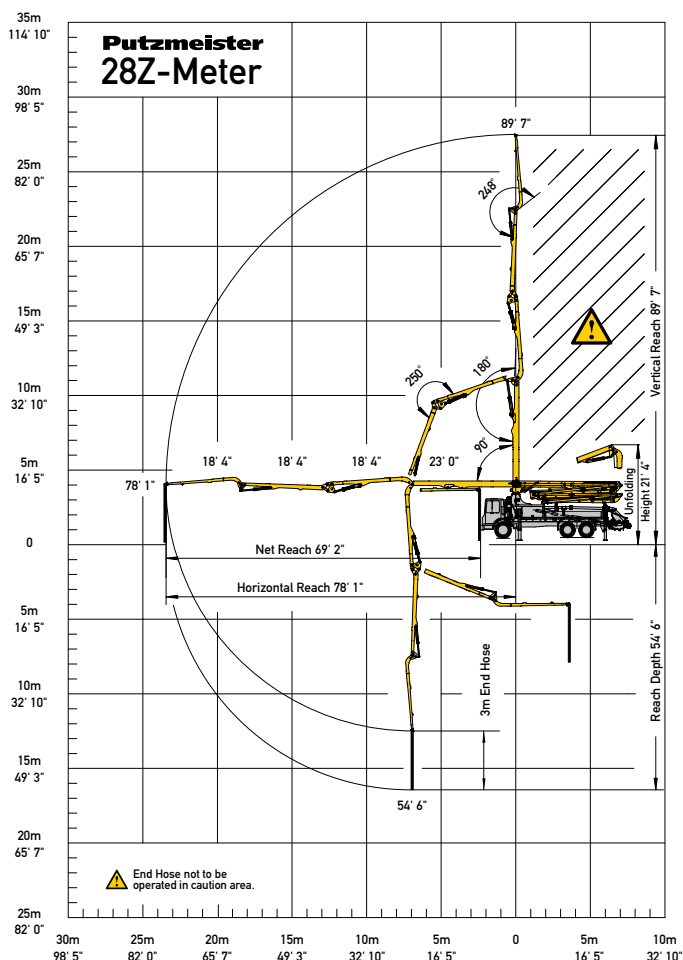 35m
114' 10"
Putzmeister
28Z-Meter
30m
98' 5"
89' 7"
25m
82' 0"
248°
20m
65' 7"
Vertical Reach 89' 7"
15m
49' 3"
250°
180°
10m
32' 10"
90°
5m
16' 5"
18' 4"
18' 4"
18' 4"
23' 0"
Unfolding
Height 21' 4"
78' 1"
0
Net Reach 69' 2"
Horizontal Reach 78' 1"
5m
16' 5"
Reach Depth 54' 6"
3m End Hose
10m
32' 10"
15m
49' 3"
54' 6"
20m
65' 7"
End Hose not to be
operated in caution area.
25m
82' 0"
30m 25m 20m 15m 10m 5m 0 5m 10m
98' 5" 82' 0" 65' 7" 49' 3" 32' 10" 16' 5" 16' 5" 32' 10"